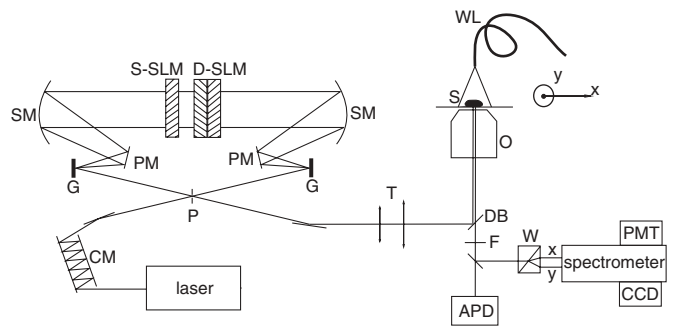 WL
S-SLM D-SLM
SM
SM
S
y
x
PM
PM
O
G
G
P
T
DB
F
W
x
y
PMT
spectrometer
CCD
CM
laser
APD